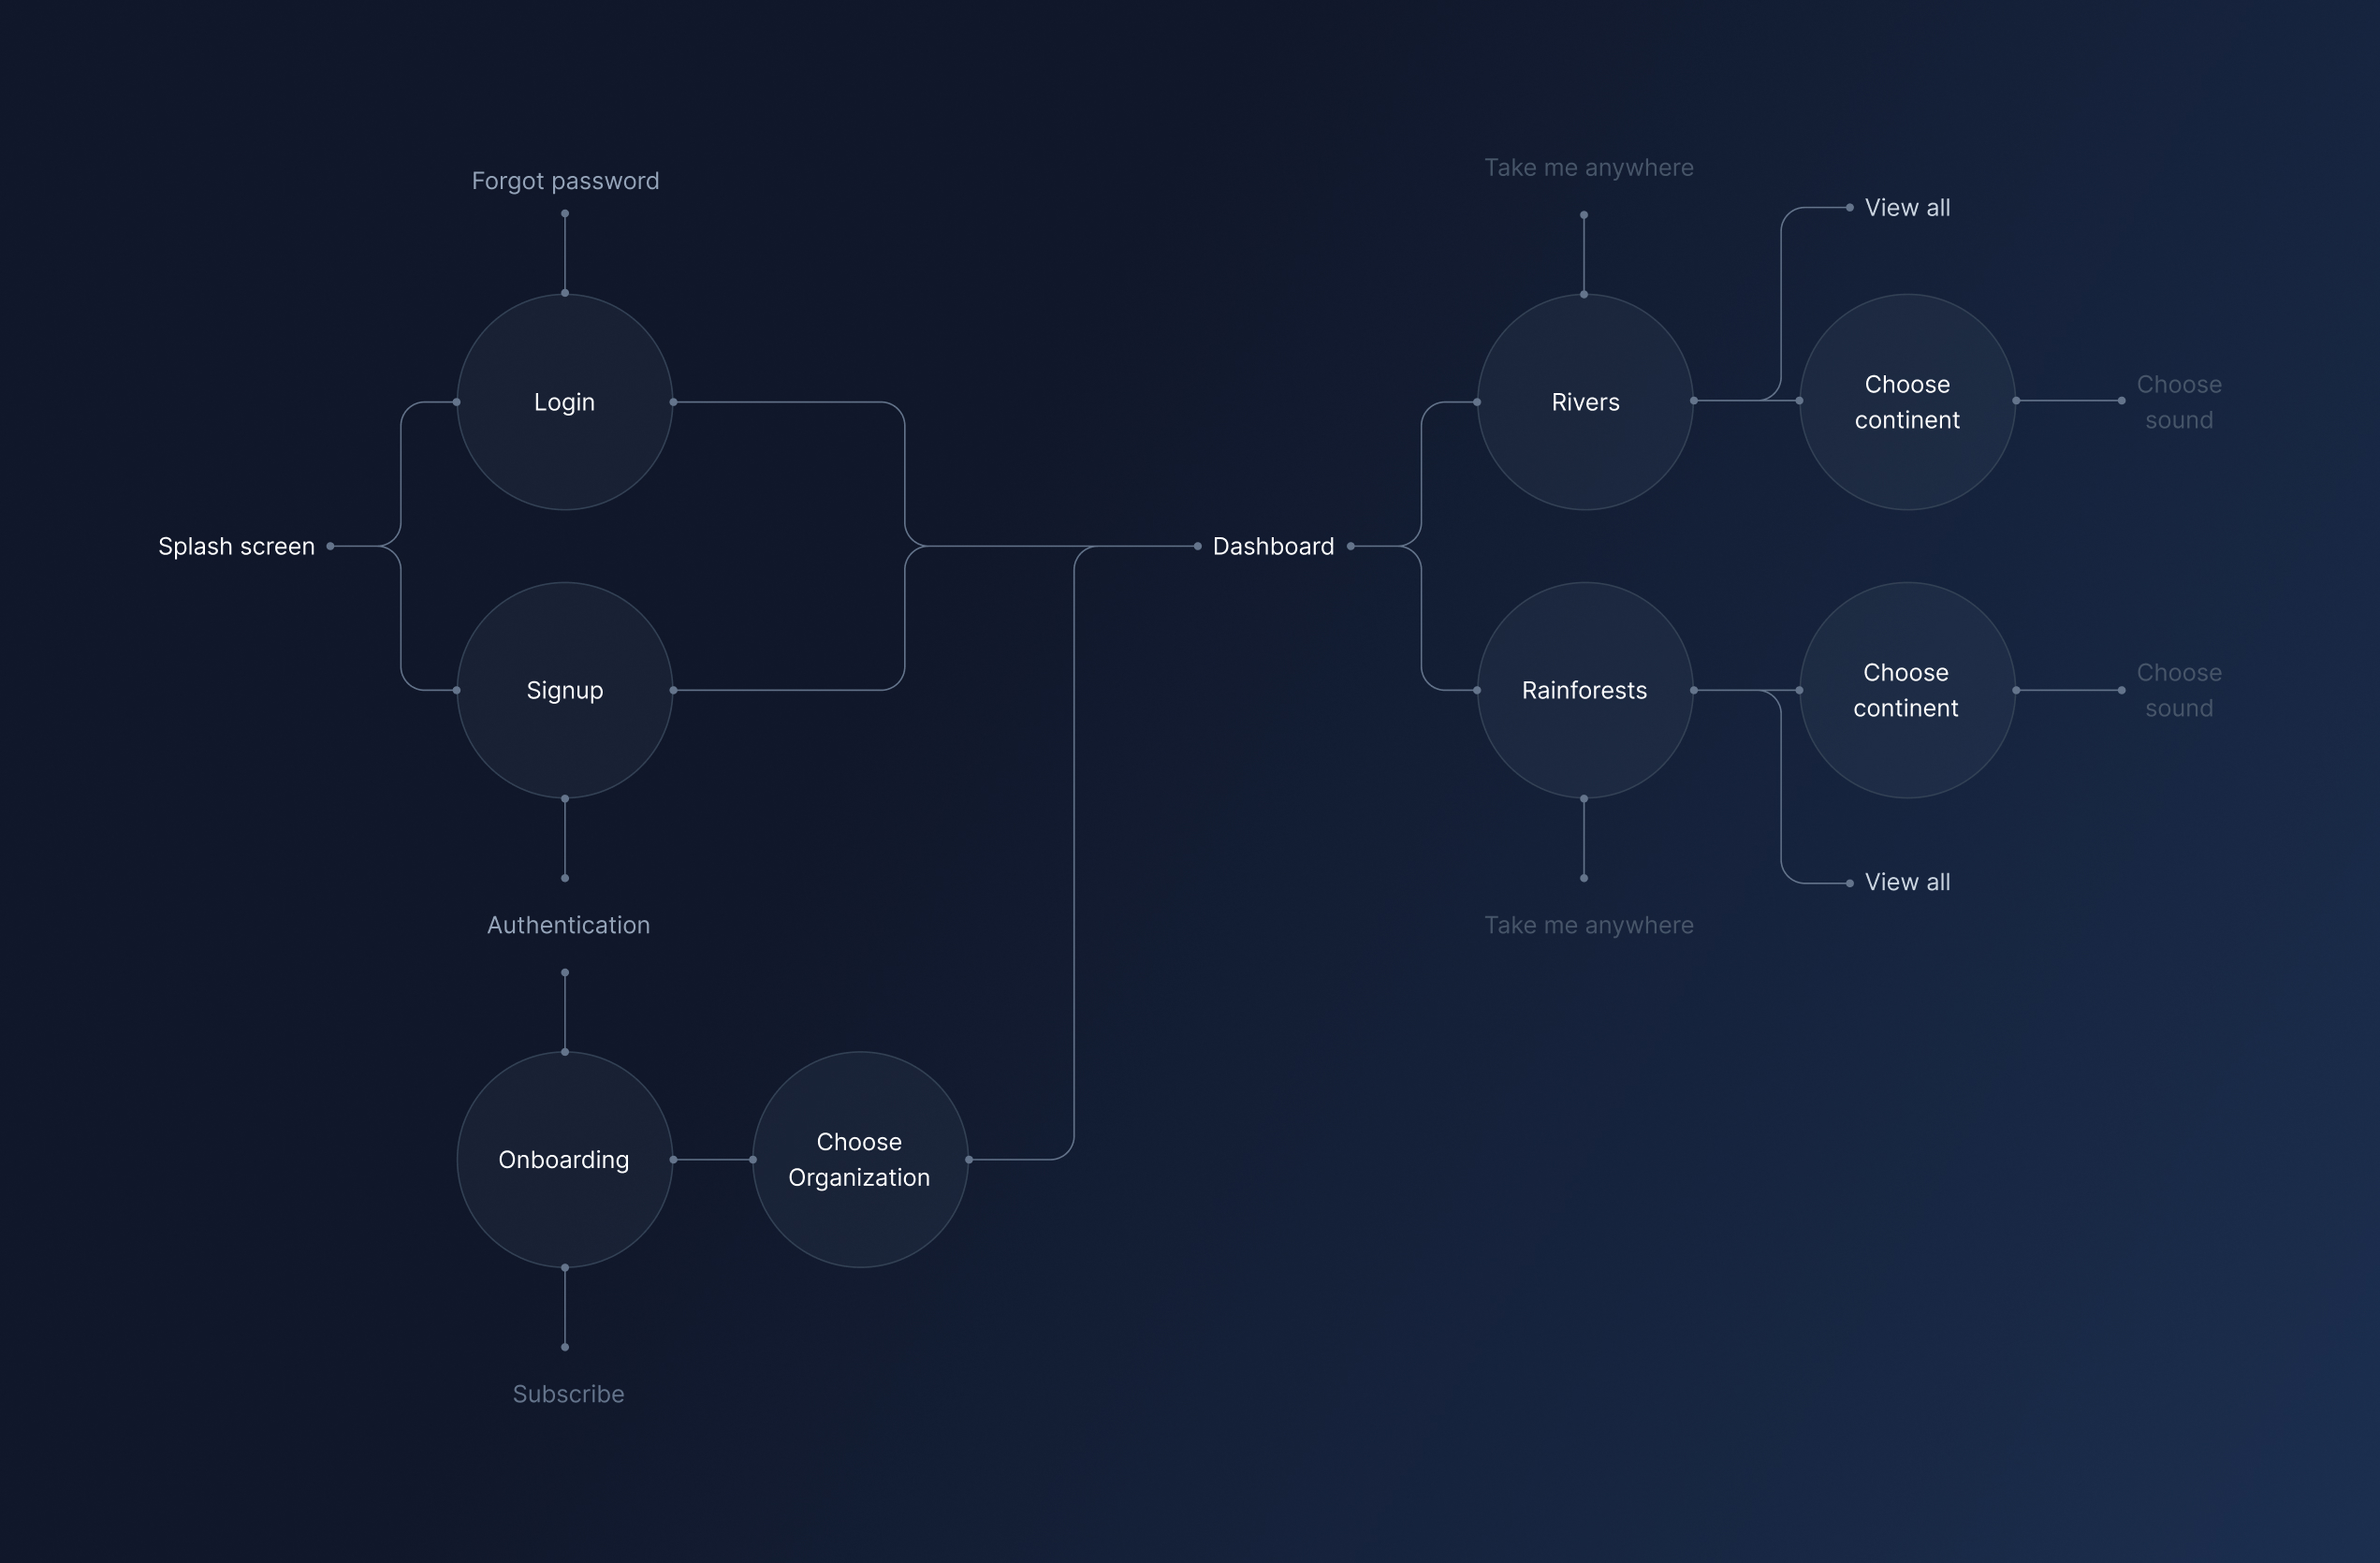 Forgot password
Take me anywhere
View all
Login
Rivers
Choose
continent
Choose
sound
Splash screen
Dashboard
Signup
Rainforests
Choose
continent
Choose
sound
View all
Authentication
Take me anywhere
Onboarding
Choose
Organization
Subscribe